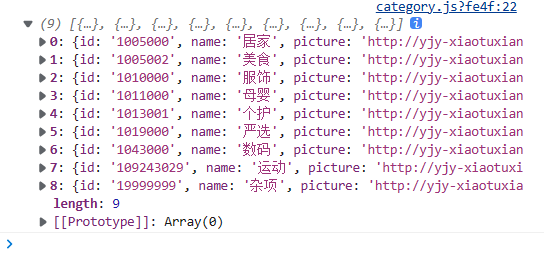 category.js?fe4f:22
(9) [{…}, {…}, {…}, {…}, {…}, {…}, {…}, {…}, {…}] i
0: {id: '1005000', name: '居家', picture: 'http://yjy-xiaotuxian
1: {id: '1005002', name: '美食', picture: 'http://yjy-xiaotuxian
2: {id: '1010000', name: '服饰', picture: 'http://yjy-xiaotuxian
3: {id: '1011000', name: '母婴', picture: 'http://yjy-xiaotuxian
4: {id: '1013001', name: '个护', picture: 'http://yjy-xiaotuxian
5: {id: '1019000', name: '严选', picture: 'http://yjy-xiaotuxian
6: {id: '1043000', name: '数码', picture: 'http://yjy-xiaotuxian
7: {id: '109243029', name: '运动', picture: 'http://yjy-xiaotuxia
8: {id: '19999999', name: '杂项', picture: 'http://yjy-xiaotuxia
length: 9
[[Prototype]]: Array(0)